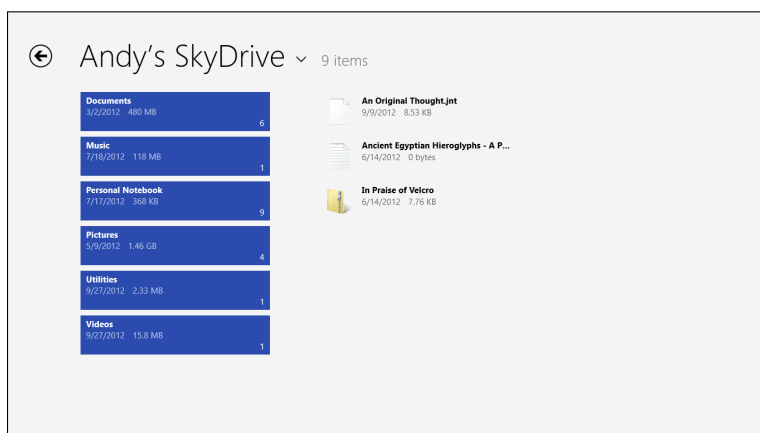 Andy's SkyDrive 9 items
Documents
3/2/2012 480 MB
6
Music
7/18/2012 118 MB
1
Personal Notebook
7/17/2012 368 KB
9
Pictures
5/9/2012 1.46 GB
4
Utilities
9/27/2012 2.33 MB
1
Videos
9/27/2012 15.8 MB
1
An Original Thought.jnt
9/9/2012 8.53 KB
Ancient Egyptian Hieroglyphs - A P...
6/14/2012 0 bytes
In Praise of Velcro
6/14/2012 7.76 KB